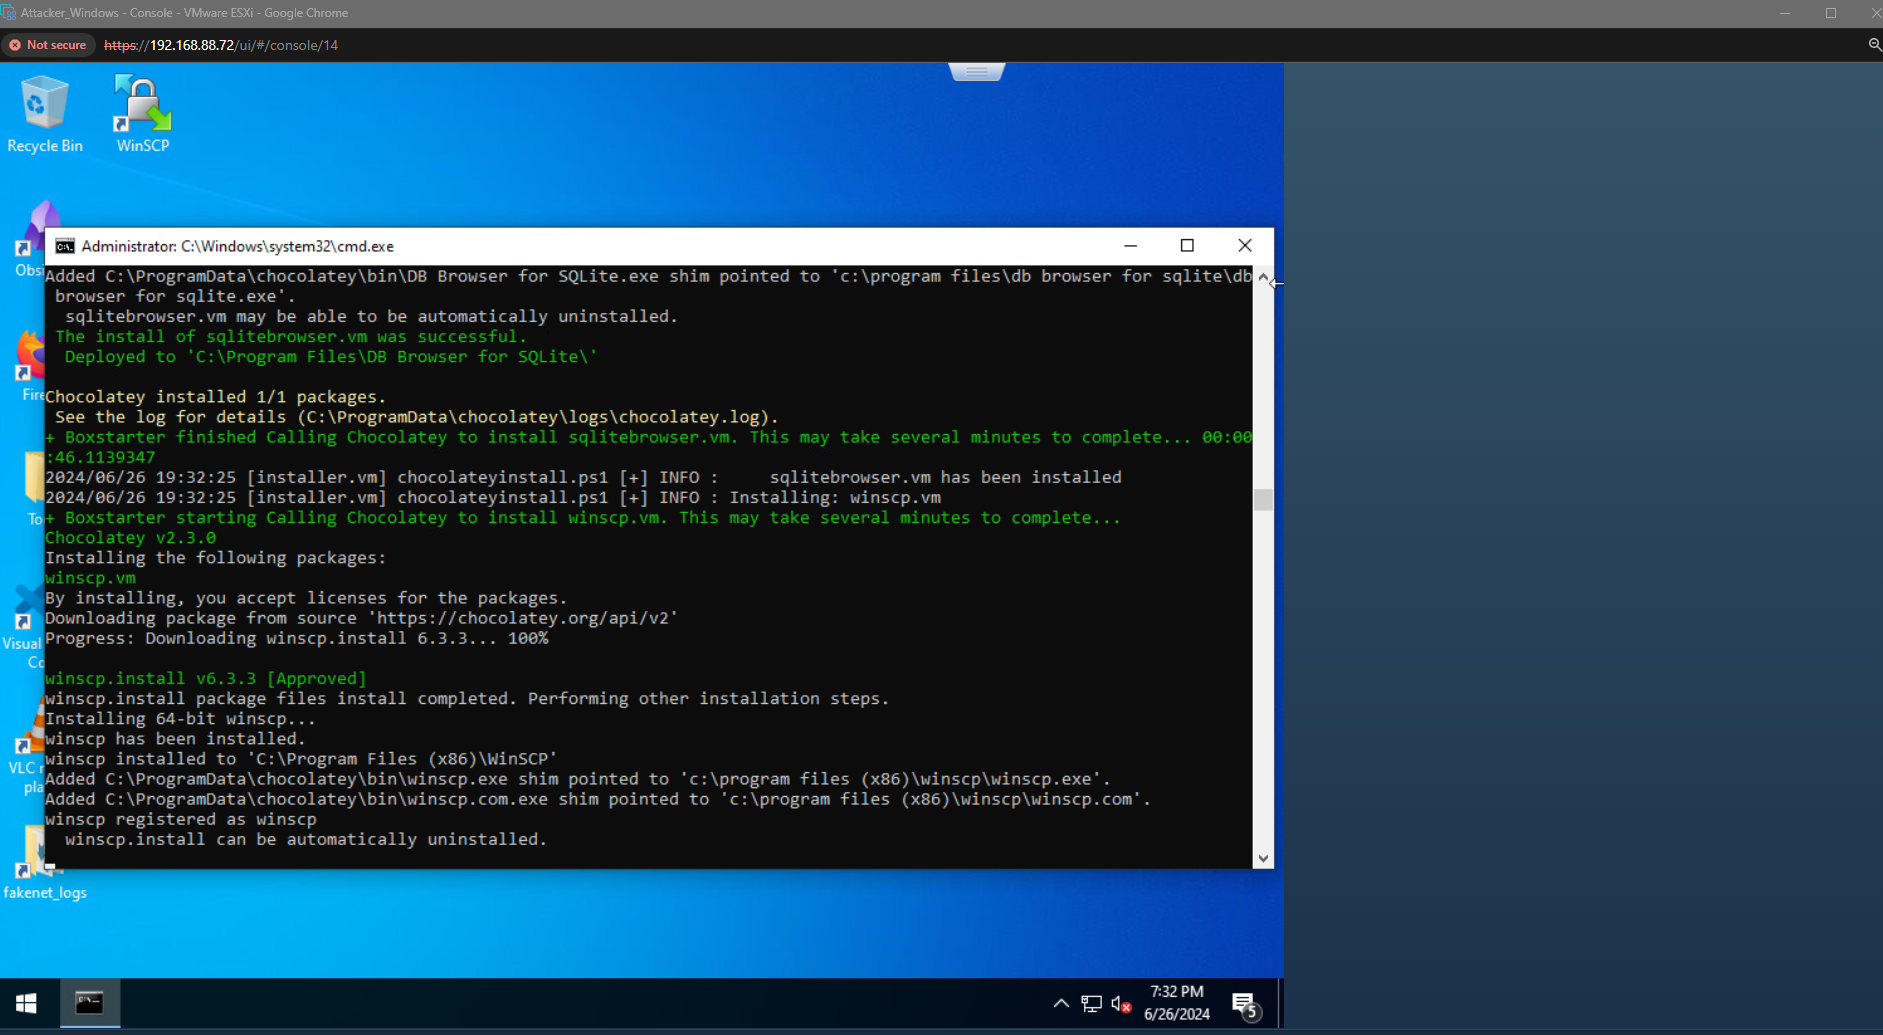 Attacker_Windows - Console - VMware ESXi - Google Chrome
Not secure https://192.168.88.72/ui/#/console/14
Recycle Bin
WinSCP
Obs
Fire
To
Visual
Co
VLC
pla
fakenet_logs
Administrator: C:\Windows\system32\cmd.exe
Added C:\ProgramData\chocolatey\bin\DB Browser for SQLite.exe shim pointed to 'c:\program files\db browser for sqlite\db
browser for sqlite.exe'.
sqlitebrowser.vm may be able to be automatically uninstalled.
The install of sqlitebrowser.vm was successful.
Deployed to 'C:\Program Files\DB Browser for SQLite\'
Chocolatey installed 1/1 packages.
See the log for details (C:\ProgramData\chocolatey\logs\chocolatey.log).
+ Boxstarter finished Calling Chocolatey to install sqlitebrowser.vm. This may take several minutes to complete... 00:00
:46.1139347
2024/06/26 19:32:25 [installer.vm] chocolateyinstall.ps1 [+] INFO : sqlitebrowser.vm has been installed
2024/06/26 19:32:25 [installer.vm] chocolateyinstall.ps1 [+] INFO : Installing: winscp.vm
+ Boxstarter starting Calling Chocolatey to install winscp.vm. This may take several minutes to complete...
Chocolatey v2.3.0
Installing the following packages:
winscp.vm
By installing, you accept licenses for the packages.
Downloading package from source 'https://chocolatey.org/api/v2'
Progress: Downloading winscp.install 6.3.3... 100%
winscp.install v6.3.3 [Approved]
winscp.install package files install completed. Performing other installation steps.
Installing 64-bit winscp...
winscp has been installed.
winscp installed to 'C:\Program Files (x86)\WinSCP'
Added C:\ProgramData\chocolatey\bin\winscp.exe shim pointed to 'c:\program files (x86)\winscp\winscp.exe'.
Added C:\ProgramData\chocolatey\bin\winscp.com.exe shim pointed to 'c:\program files (x86)\winscp\winscp.com'.
winscp registered as winscp
winscp.install can be automatically uninstalled.
7:32 PM
6/26/2024
5